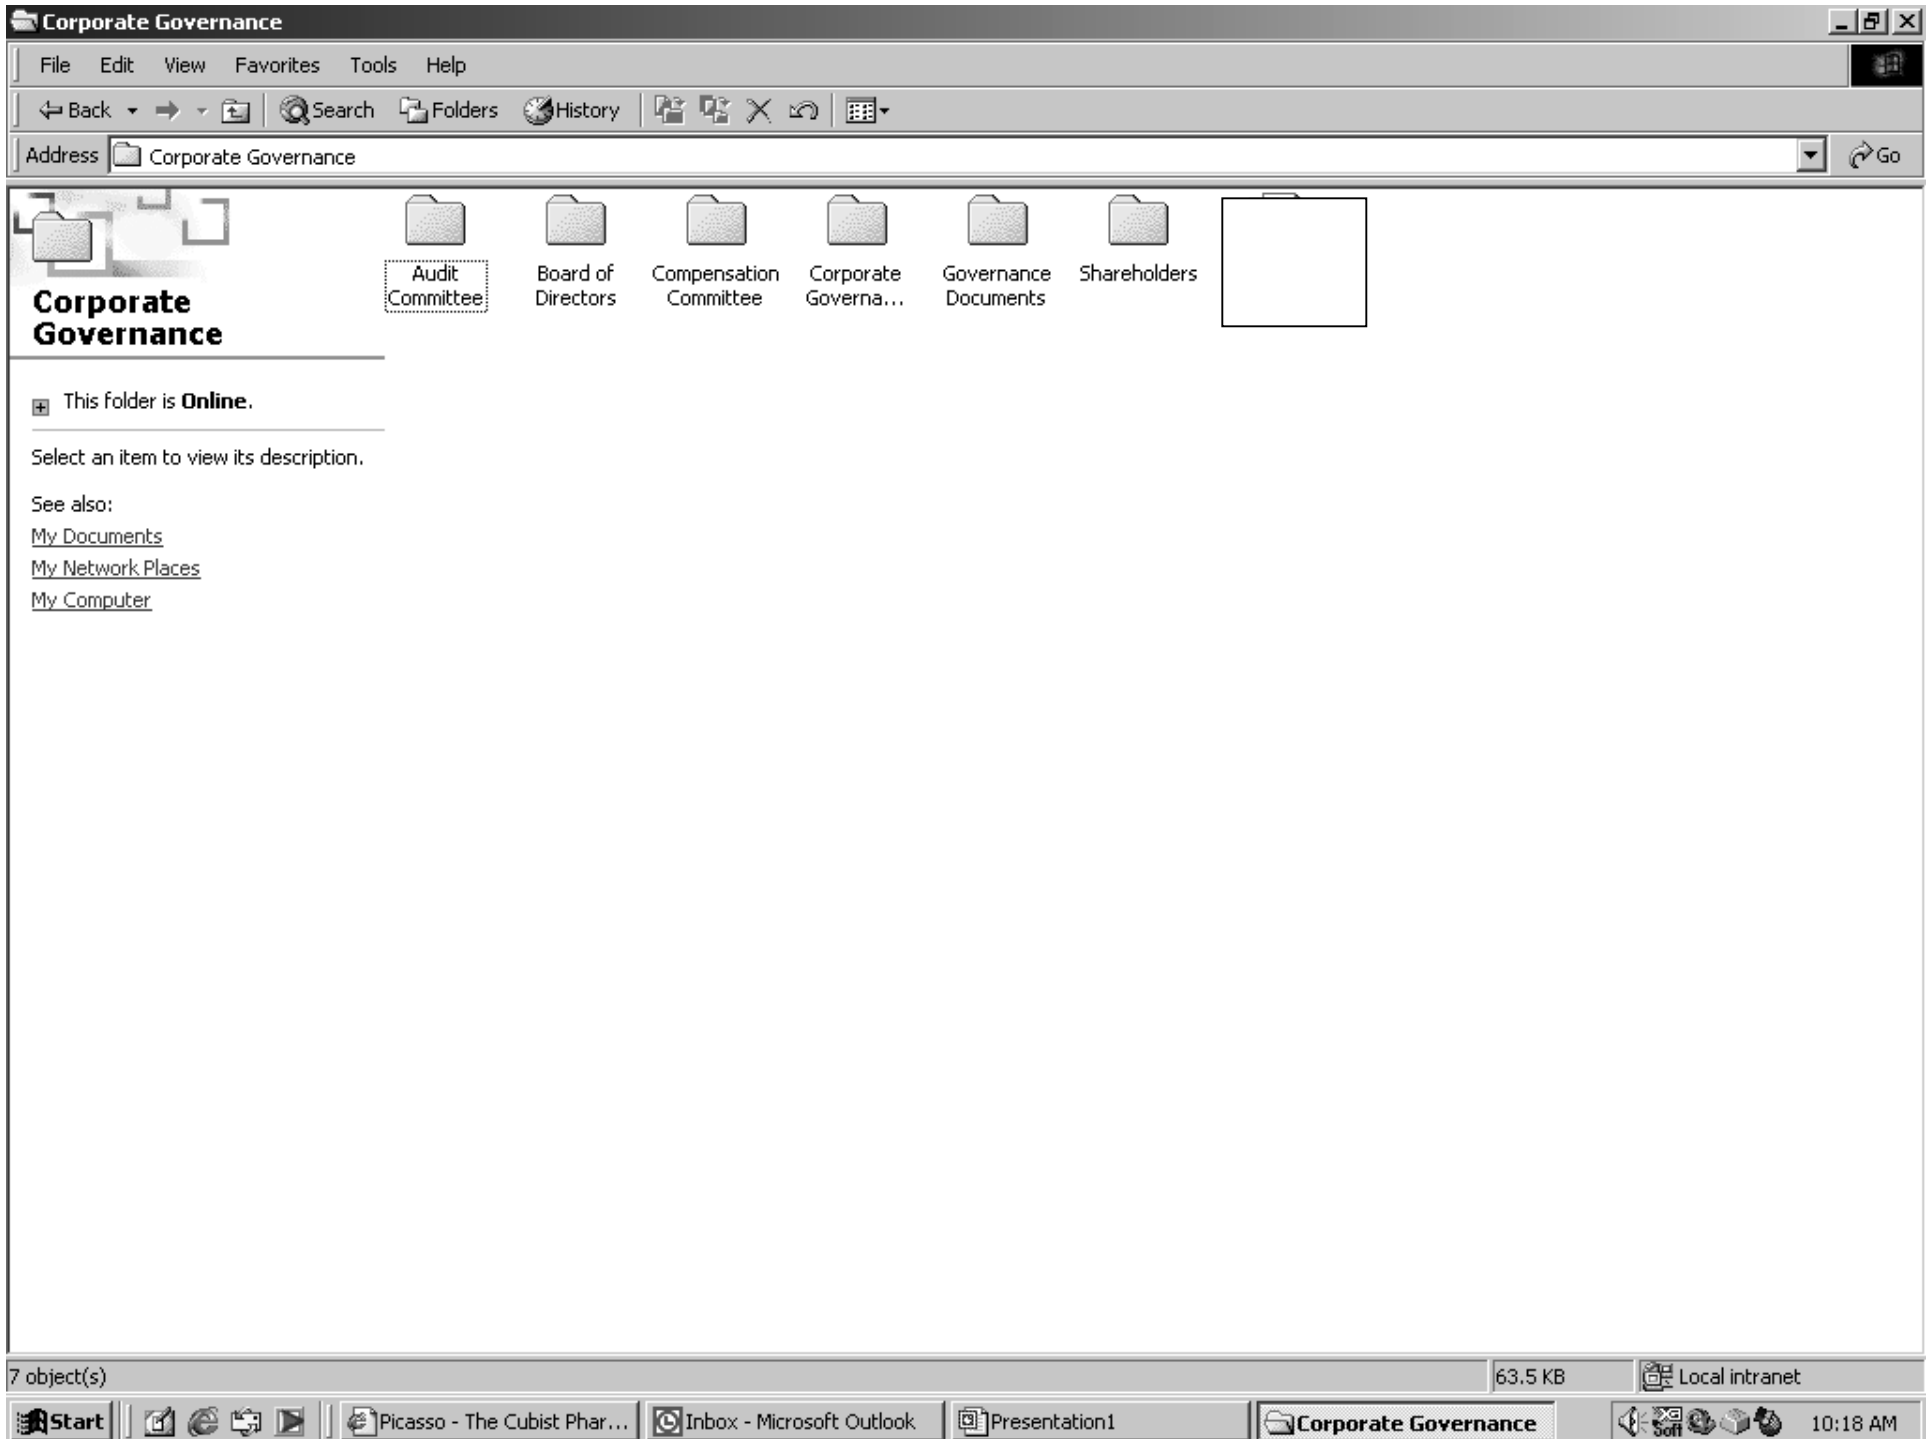 Corporate Governance
File Edit View Favorites Tools Help
Back Search Folders History
Address Corporate Governance Go
Audit
Committee
Board of
Directors
Compensation
Committee
Corporate
Governa...
Governance
Documents
Shareholders
Corporate
Governance
This folder is Online.
Select an item to view its description.
See also:
My Documents
My Network Places
My Computer
7 object(s) 63.5 KB Local intranet
Start Picasso - The Cubist Phar... Inbox - Microsoft Outlook Presentation1 Corporate Governance 10:18 AM